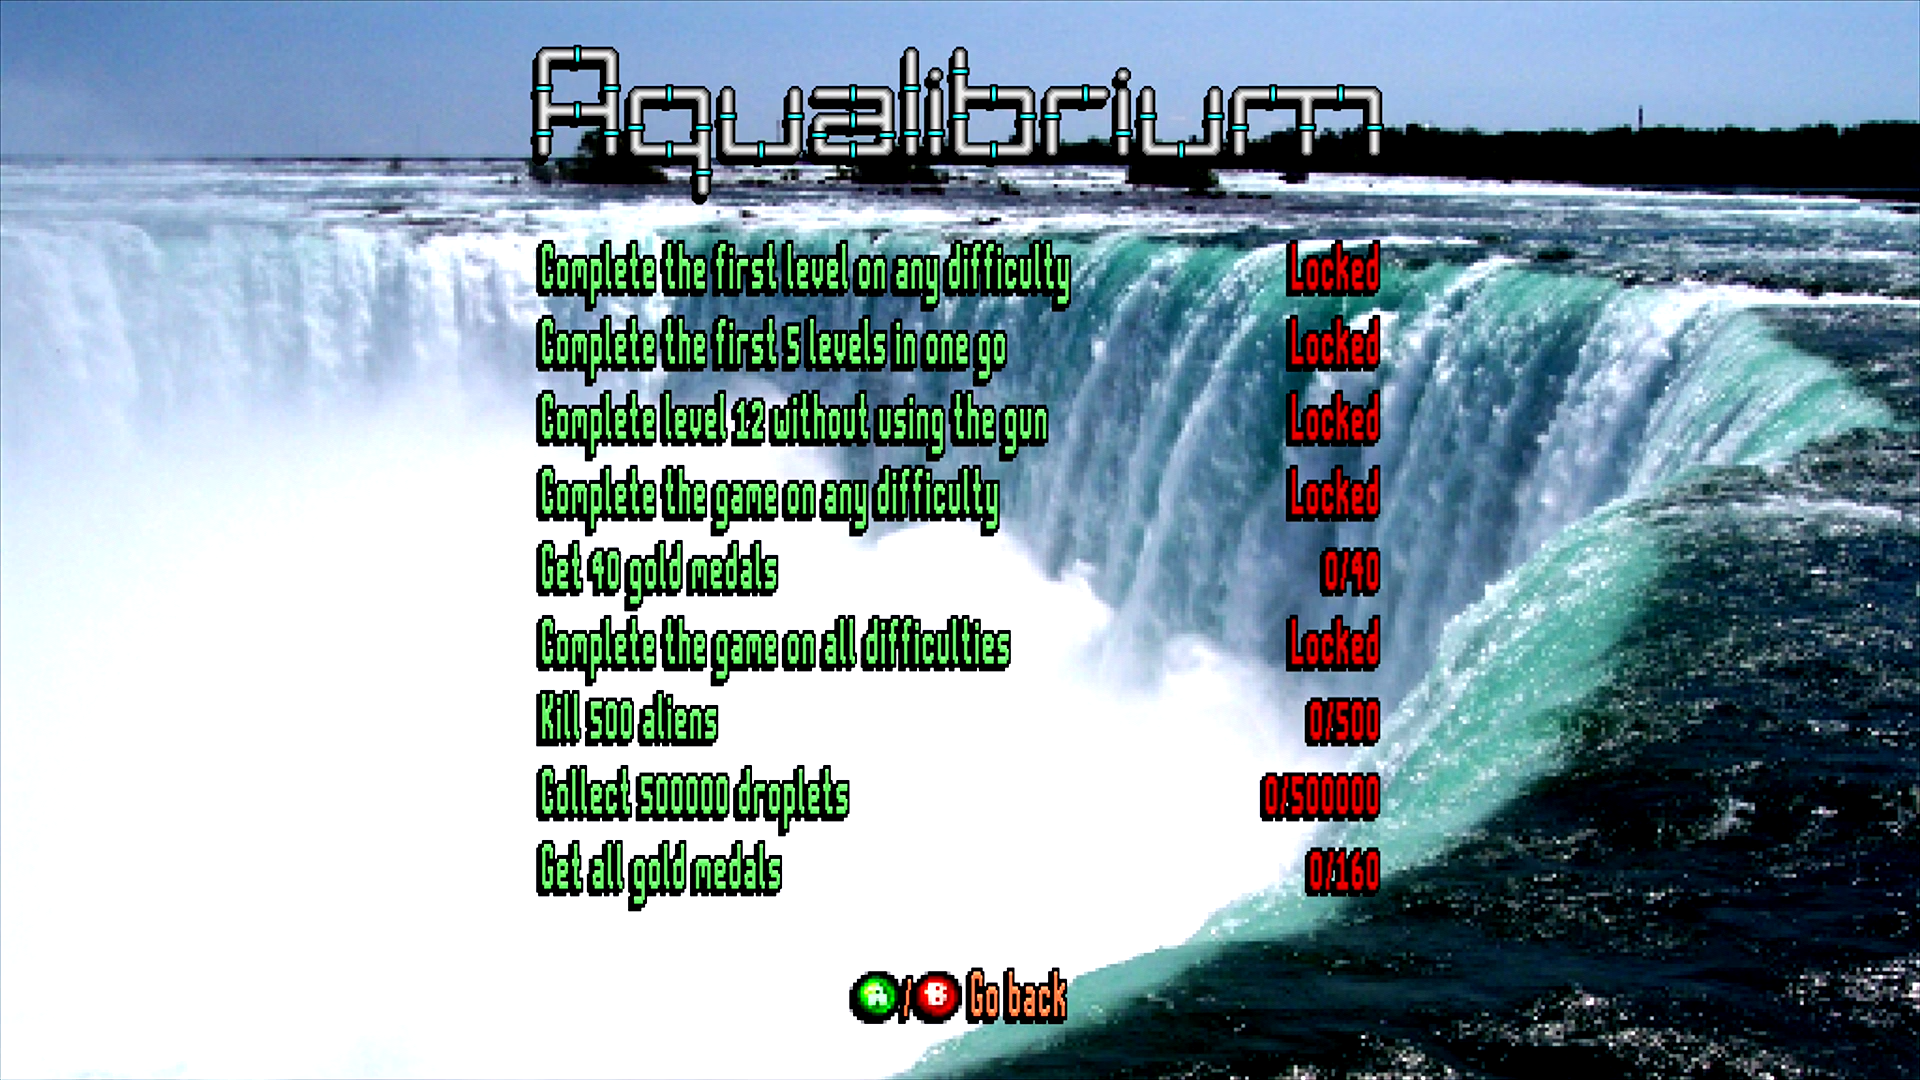 Aqualibrium
Complete the first level on any difficulty Locked
Complete the first 5 levels in one go Locked
Complete level 12 without using the gun Locked
Complete the game on any difficulty Locked
Get 40 gold medals 0/40
Complete the game on all difficulties Locked
Kill 500 aliens 0/500
Collect 500000 droplets 0/500000
Get all gold medals 0/160
A/B Go back